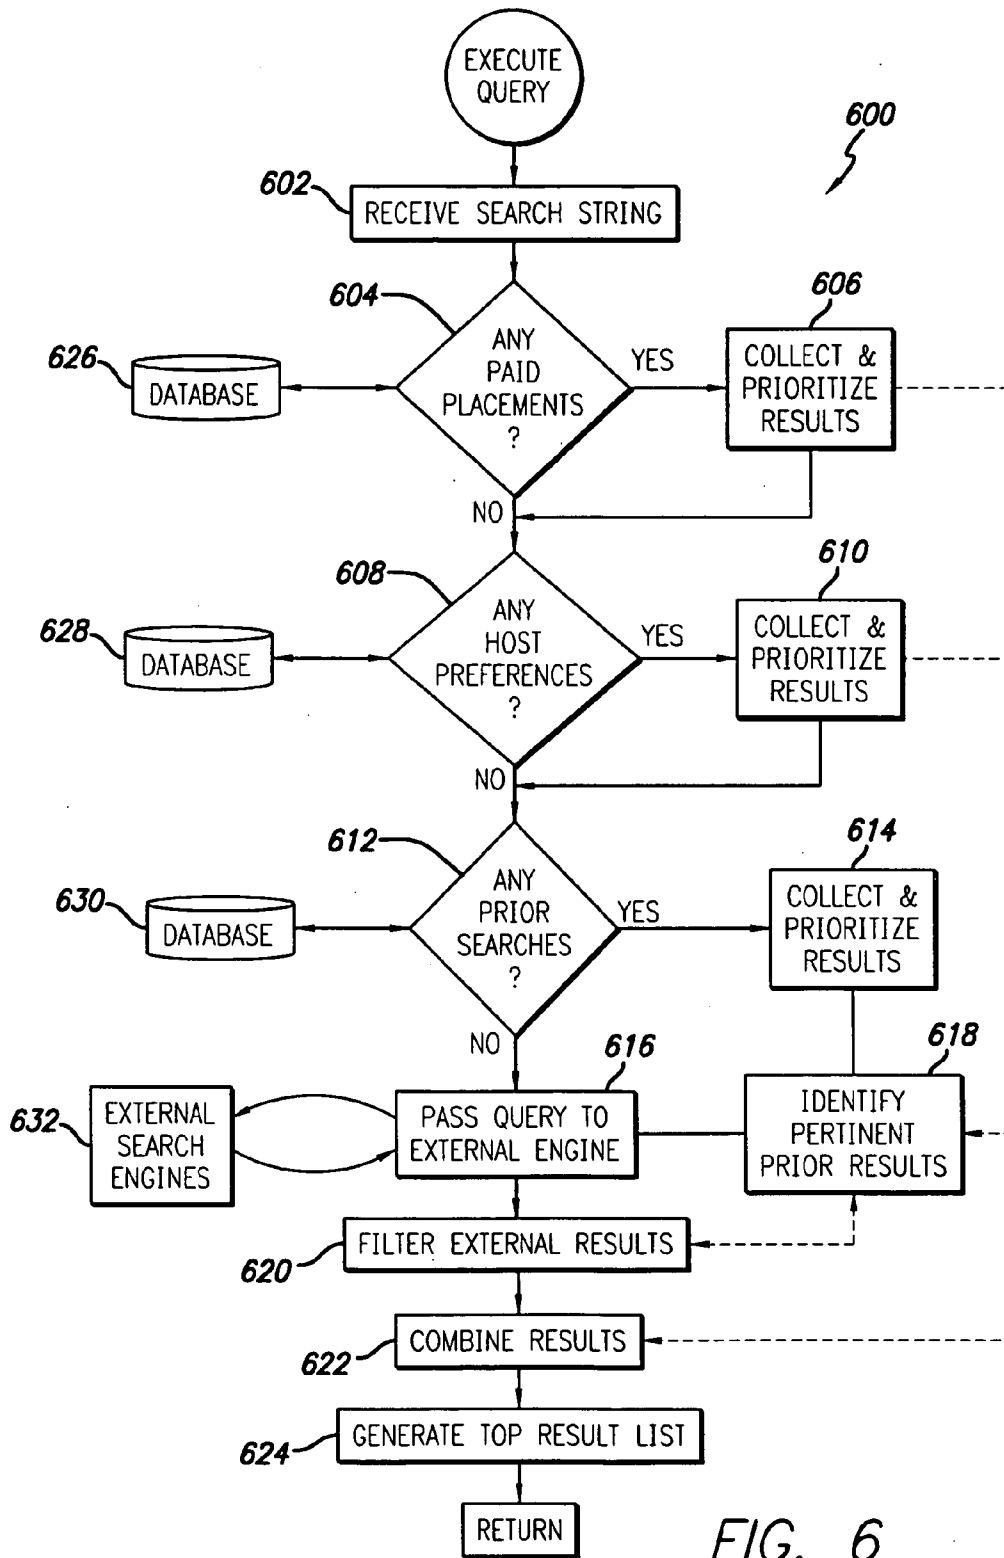 EXECUTE
QUERY
600
602
RECEIVE SEARCH STRING
604
606
626
DATABASE
ANY
PAID
PLACEMENTS
?
YES
COLLECT &
PRIORITIZE
RESULTS
NO
608
610
628
DATABASE
ANY
HOST
PREFERENCES
?
YES
COLLECT &
PRIORITIZE
RESULTS
NO
612
614
630
DATABASE
ANY
PRIOR
SEARCHES
?
YES
COLLECT &
PRIORITIZE
RESULTS
NO
616
618
632
EXTERNAL
SEARCH
ENGINES
PASS QUERY TO
EXTERNAL ENGINE
IDENTIFY
PERTINENT
PRIOR RESULTS
FILTER EXTERNAL RESULTS
620
COMBINE RESULTS
622
GENERATE TOP RESULT LIST
624
RETURN
FIG. 6